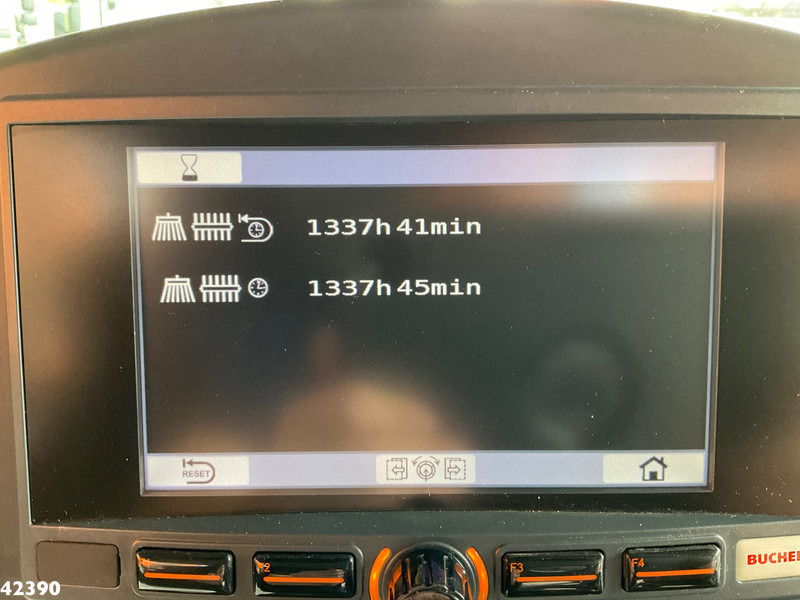 1337h 41min
1337h 45min
RESET
F2
F3
F4
BUCHE
42390